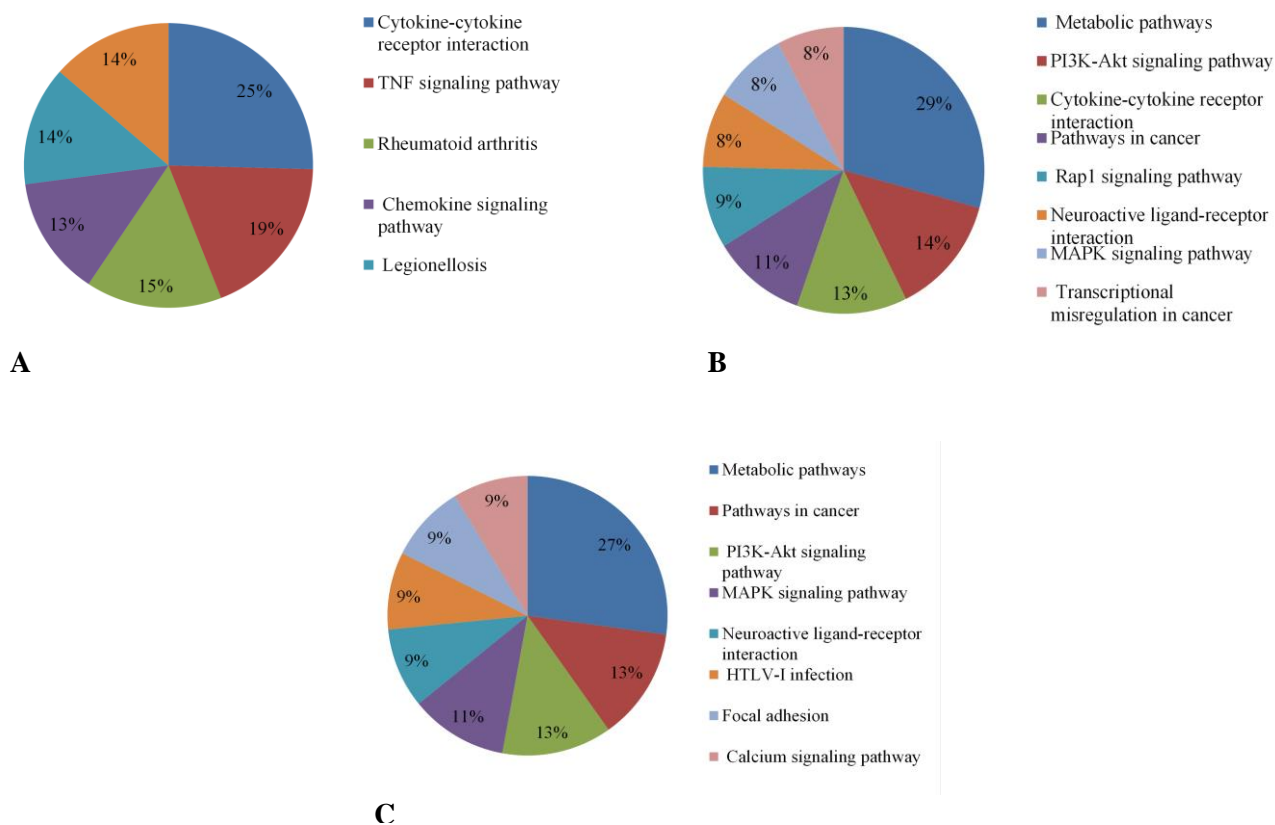 14%
25%
14%
19%
13%
15%
Cytokine-cytokine
receptor interaction
TNF signaling pathway
Rheumatoid arthritis
Chemokine signaling
pathway
Legionellosis
A
8%
8%
29%
8%
9%
14%
11%
13%
Metabolic pathways
PI3K-Akt signaling pathway
Cytokine-cytokine receptor
interaction
Pathways in cancer
Rap1 signaling pathway
Neuroactive ligand-receptor
interaction
MAPK signaling pathway
Transcriptional
misregulation in cancer
B
9%
9%
27%
9%
9%
13%
11%
13%
Metabolic pathways
Pathways in cancer
PI3K-Akt signaling
pathway
MAPK signaling pathway
Neuroactive ligand-receptor
interaction
HTLV-I infection
Focal adhesion
Calcium signaling pathway
C